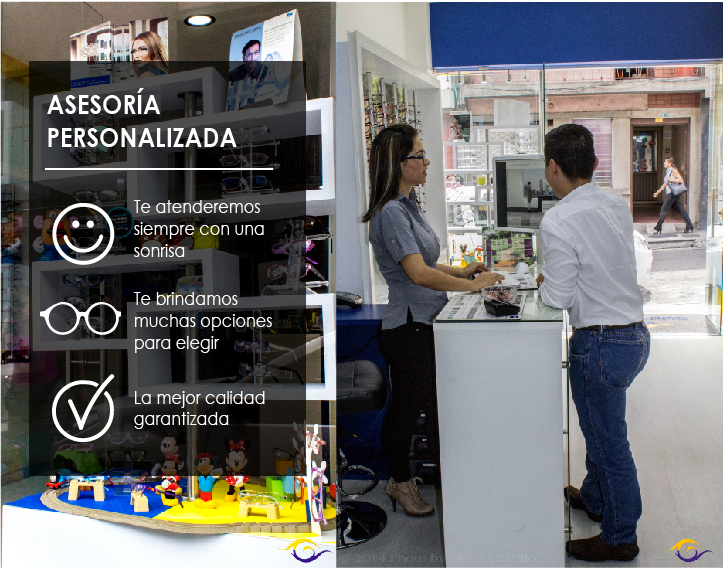 ASESORÍA
PERSONALIZADA
Te atenderemos
siempre con una
sonrisa
Te brindamos
muchas opciones
para elegir
La mejor calidad
garantizada